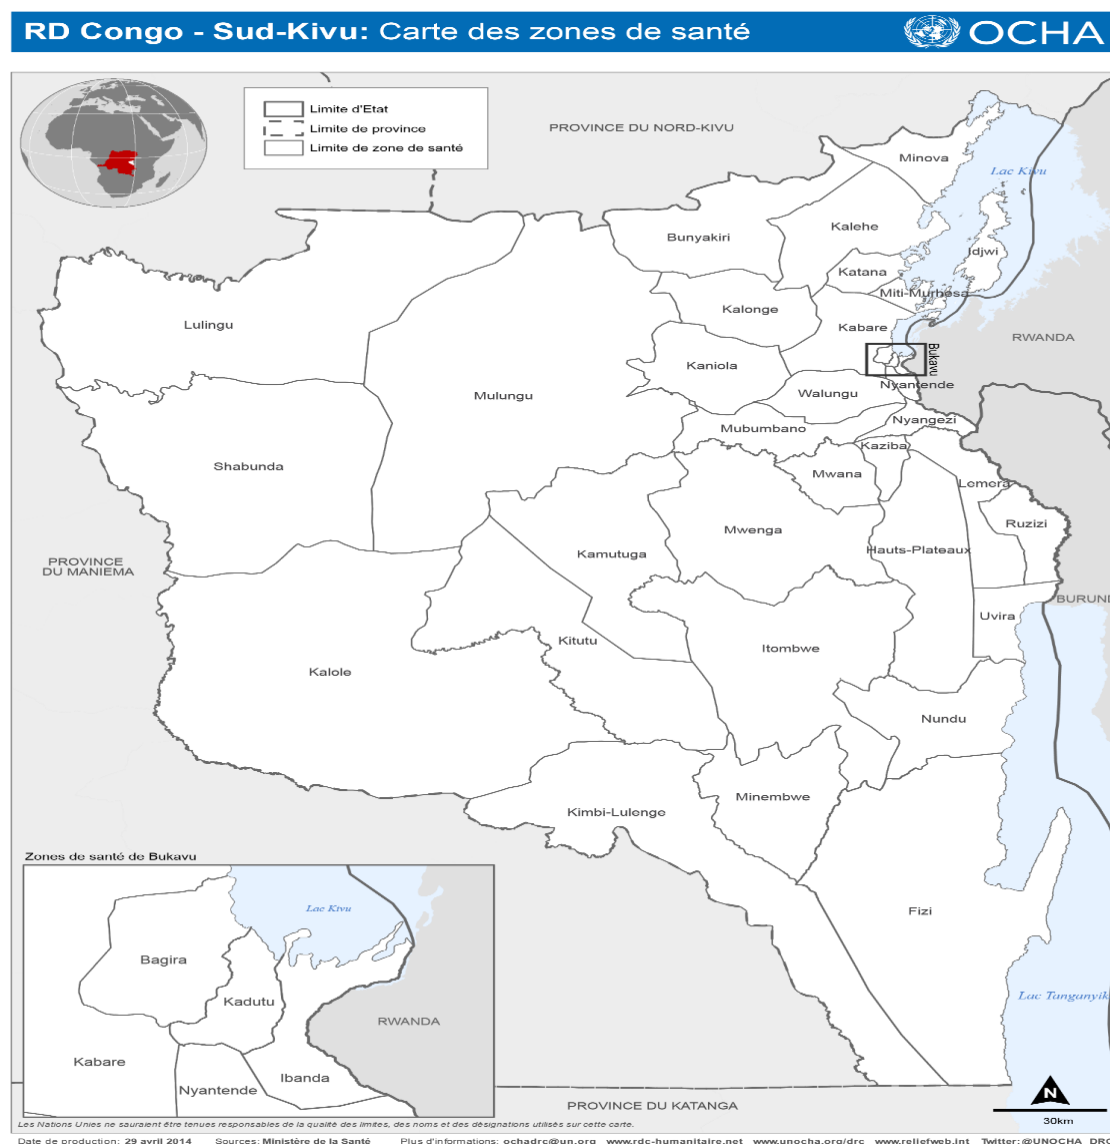 RD Congo - Sud-Kivu: Carte des zones de santé
OCHA
Limite d'Etat
Limite de province
Limite de zone de santé
PROVINCE DU NORD-KIVU
Minova
Lac Kivu
Kalehe
Bunyakiri
Idjwi
Katana
Miti-Murhesa
Kalonge
Kabare
Lulingu
RWANDA
Bukavu
Kaniola
Nyantende
Walungu
Mulungu
Nyangezi
Mubumbano
Kaziba
Shabunda
Mwana
Lemera
Ruzizi
Mwenga
Hauts-Plateaux
Kamutuga
PROVINCE
DU MANIEMA
BURUND
Uvira
Kitutu
Itombwe
Kalole
Nundu
Minembwe
Kimbi-Lulenge
Fizi
Lac Tanganyik
Zones de santé de Bukavu
Lac Kivu
Bagira
Kadutu
RWANDA
Kabare
Ibanda
Nyantende
PROVINCE DU KATANGA
N
30km
Les Nations Unies ne sauraient être tenues responsables de la qualité des limites, des noms et des désignations utilisés sur cette carte.
Date de production: 29 avril 2014 Sources: Ministère de la Santé Plus d'informations: ochadrc@un.org www.rdc-humanitaire.net www.unocha.org/drc www.reliefweb.int Twitter: @UNOCHA_DRC